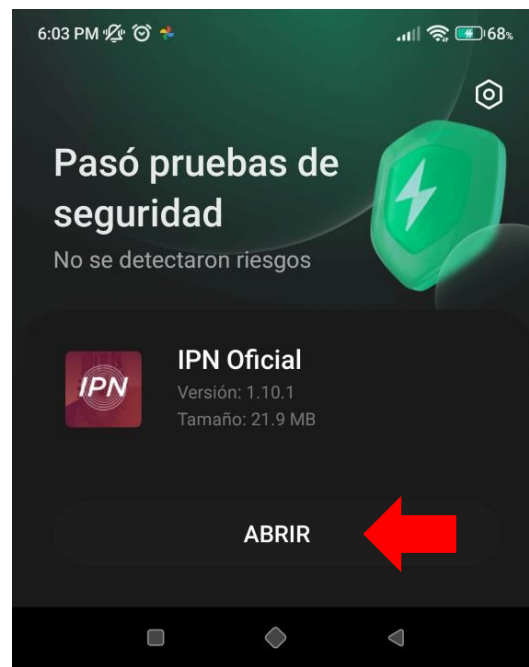 6:03 PM 68%
Pasó pruebas de
seguridad
No se detectaron riesgos
IPN
IPN Oficial
Versión: 1.10.1
Tamaño: 21.9 MB
ABRIR